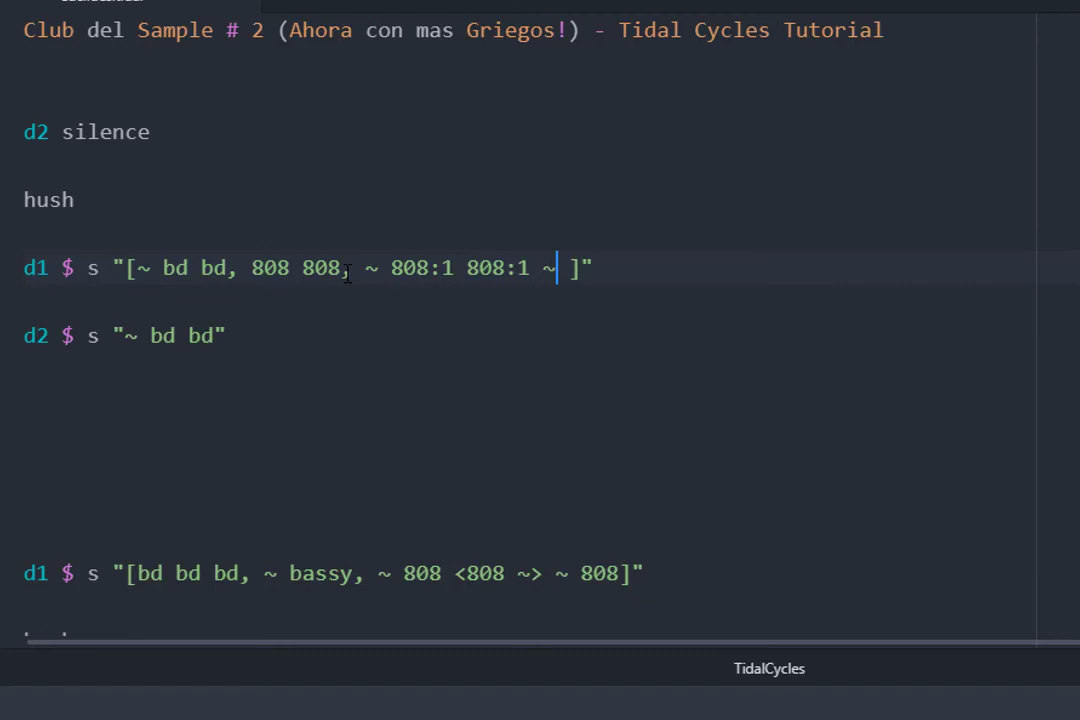 Club del Sample # 2 (Ahora con mas Griegos!) - Tidal Cycles Tutorial
d2 silence
hush
d1 $ s "[~ bd bd, 808 808, ~ 808:1 808:1 ~ ]"
d2 $ s "~ bd bd"
d1 $ s "[bd bd bd, ~ bassy, ~ 808 <808 ~> ~ 808]"
TidalCycles